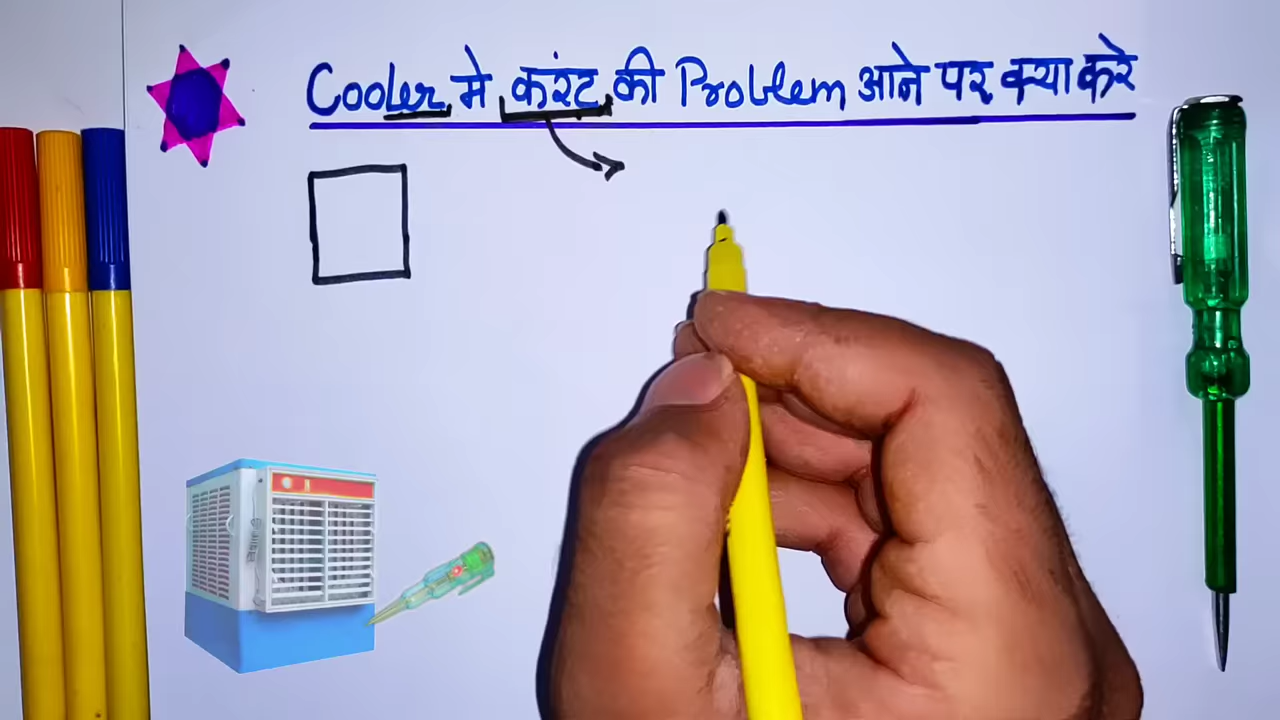 Cooler मे करंट की Problem आने पर क्या करे